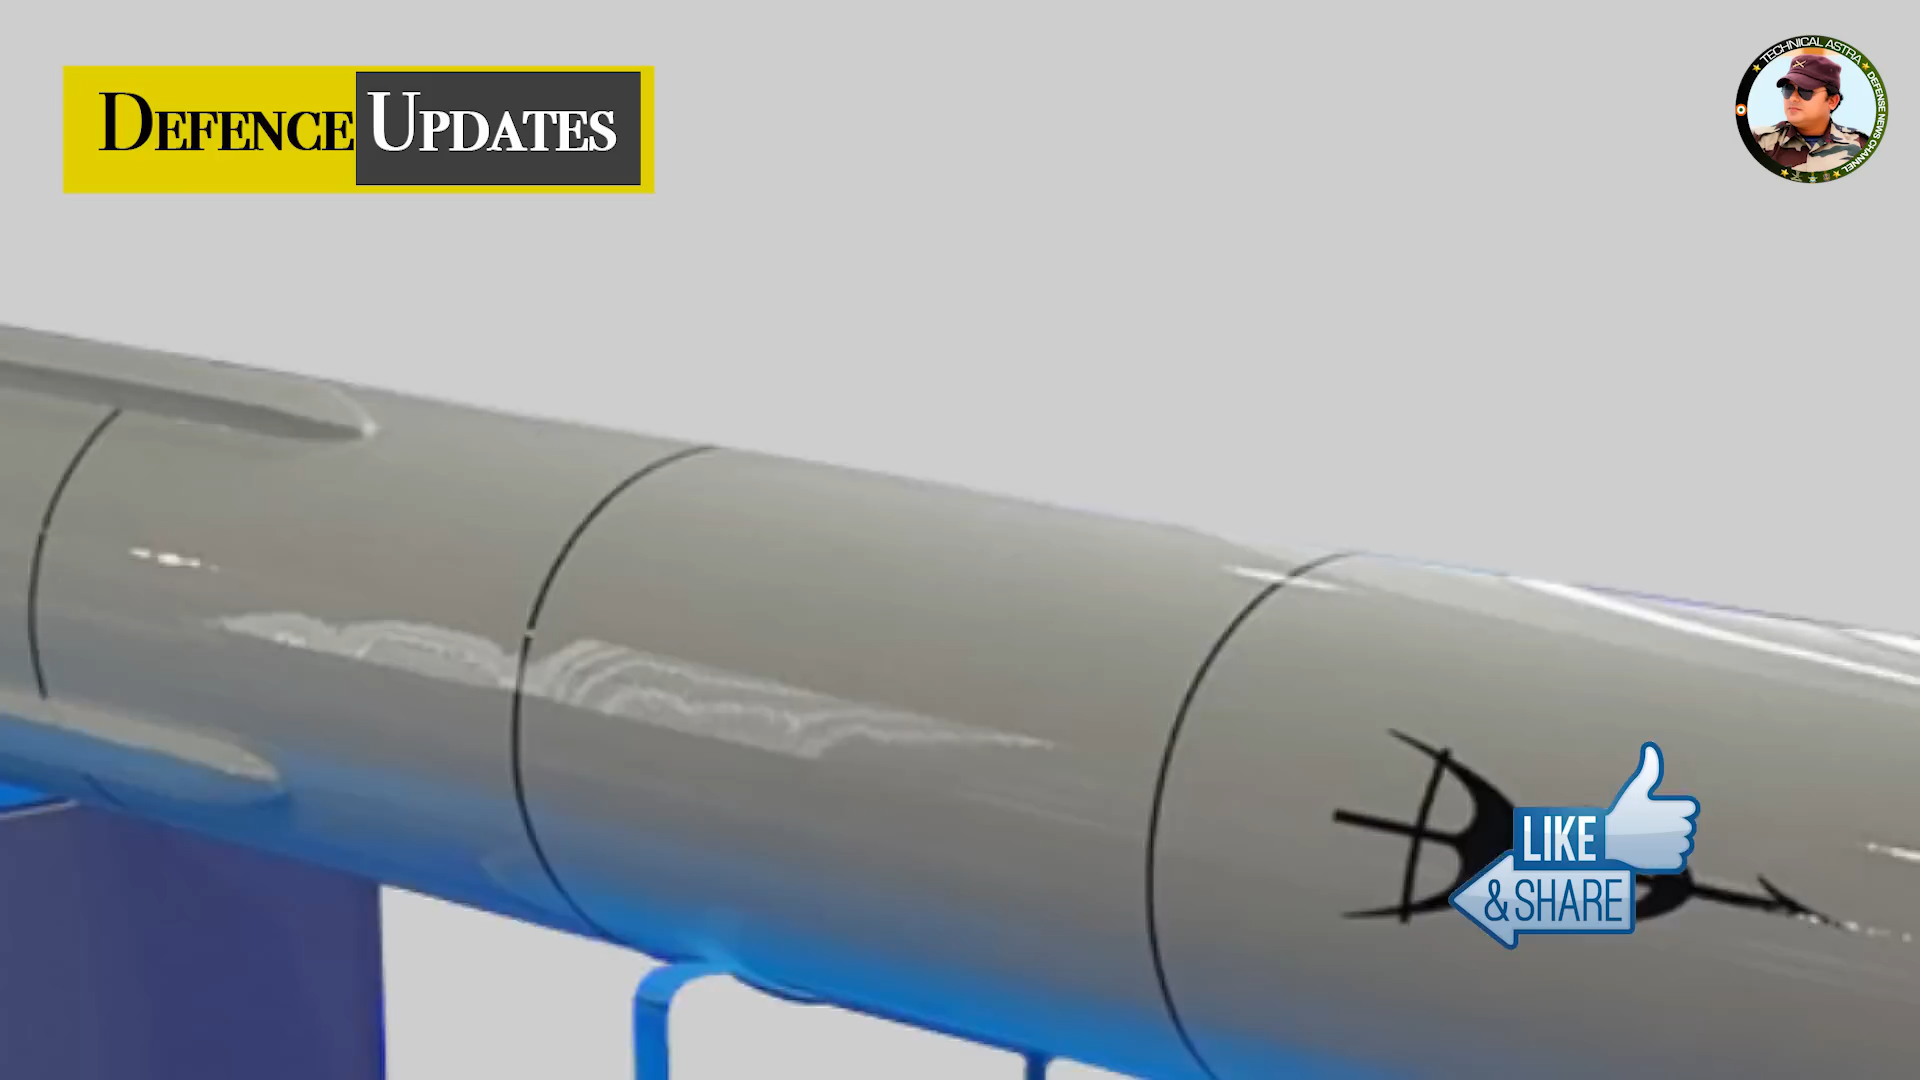 DEFENCE UPDATES
TECHNICAL ASTRA
DEFENSE NEWS CHANNEL
LIKE
& SHARE